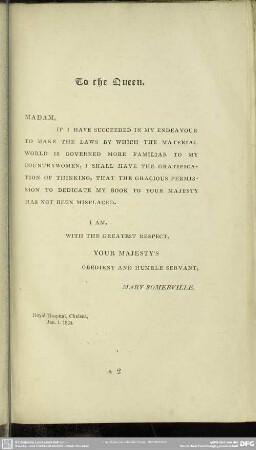 To the Queen.
MADAM,
IF I HAVE SUCCEEDED IN MY ENDEAVOUR
TO MAKE THE LAWS BY WHICH THE MATERIAL
WORLD IS GOVERNED MORE FAMILIAR TO MY
COUNTRYWOMEN, I SHALL HAVE THE GRATIFICA-
TION OF THINKING, THAT THE GRACIOUS PERMIS-
SION TO DEDICATE MY BOOK TO YOUR MAJESTY
HAS NOT BEEN MISPLACED.
I AM,
WITH THE GREATEST RESPECT,
YOUR MAJESTY'S
OBEDIENT AND HUMBLE SERVANT,
MARY SOMERVILLE.
Royal Hospital, Chelsea,
Jan. 1. 1834.
2
DFG